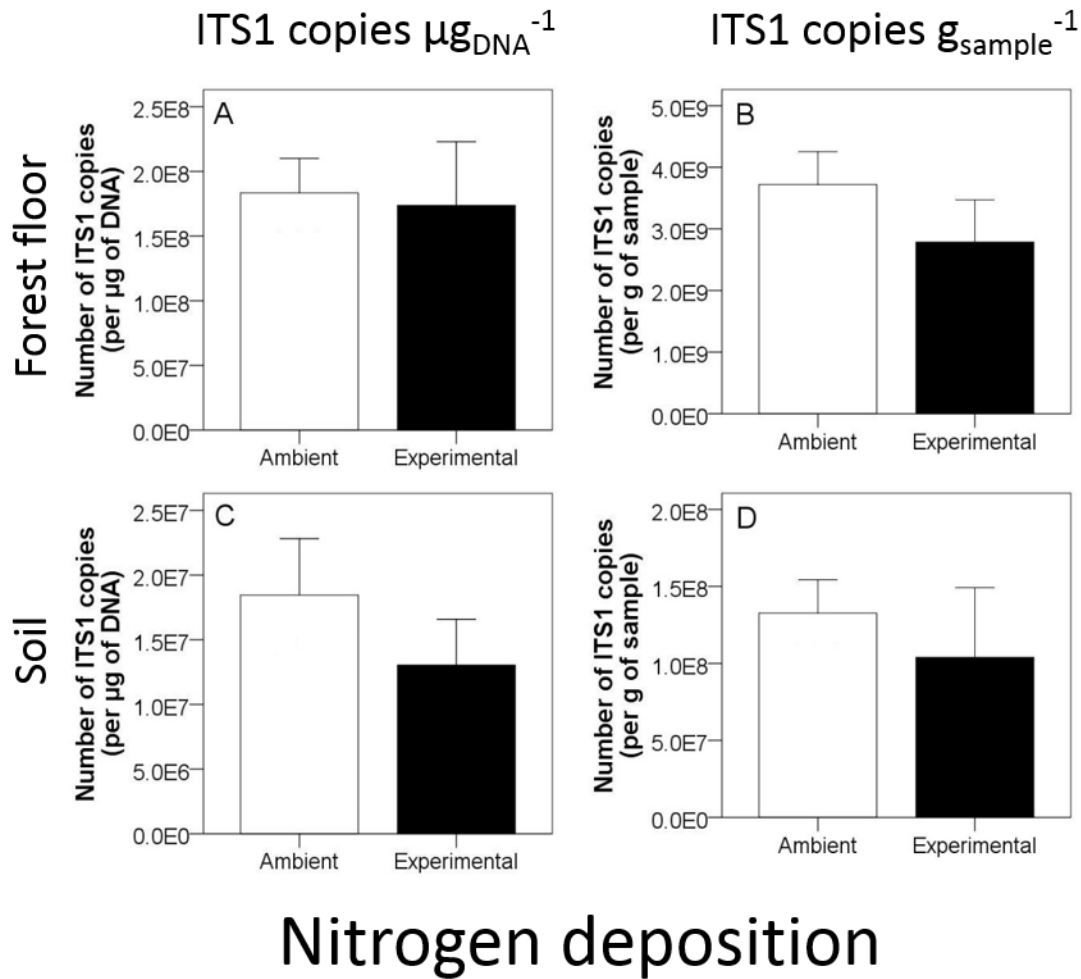 ITS1 copies µgDNA-1
ITS1 copies gsample-1
Forest floor
Number of ITS1 copies
(per µg of DNA)
A
2.5E8
2.0E8
1.5E8
1.0E8
5.0E7
0.0E0
Ambient
Experimental
Number of ITS1 copies
(per g of sample)
B
5.0E9
4.0E9
3.0E9
2.0E9
1.0E9
0.0E0
Ambient
Experimental
Soil
Number of ITS1 copies
(per µg of DNA)
C
2.5E7
2.0E7
1.5E7
1.0E7
5.0E6
0.0E0
Ambient
Experimental
Number of ITS1 copies
(per g of sample)
D
2.0E8
1.5E8
1.0E8
5.0E7
0.0E0
Ambient
Experimental
Nitrogen deposition